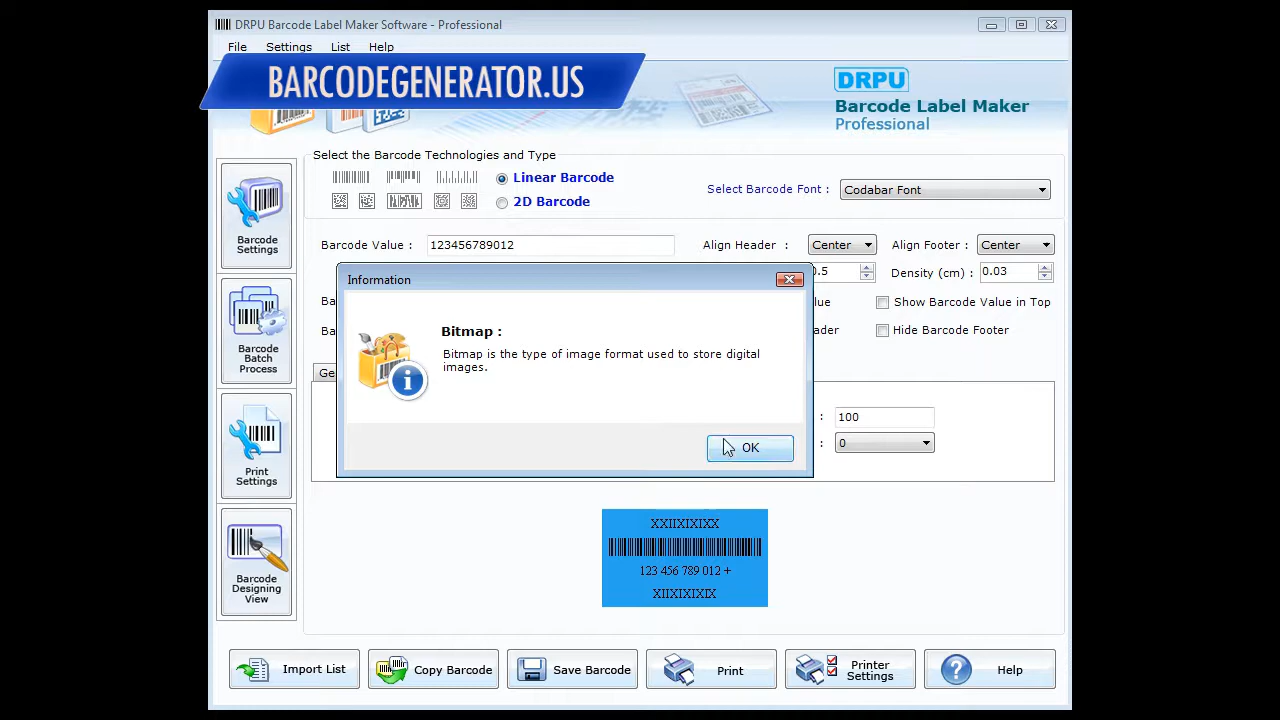 DRPU Barcode Label Maker Software - Professional
File Settings List Help
BARCODEGENERATOR.US
DRPU
Barcode Label Maker
Professional
Select the Barcode Technologies and Type
Linear Barcode
2D Barcode
Select Barcode Font :
Codabar Font
Barcode Settings
Barcode Batch Process
Print Settings
Barcode Designing View
Barcode Value :
123456789012
Align Header :
Center
Align Footer :
Center
0.5
Density (cm) :
0.03
Show Barcode Value in Top
Hide Barcode Footer
Information
Bitmap :
Bitmap is the type of image format used to store digital
images.
OK
: 100
: 0
XXIIXIXIXX
123 456 789 012 +
XIIXIXIXIX
Import List
Copy Barcode
Save Barcode
Print
Printer Settings
Help